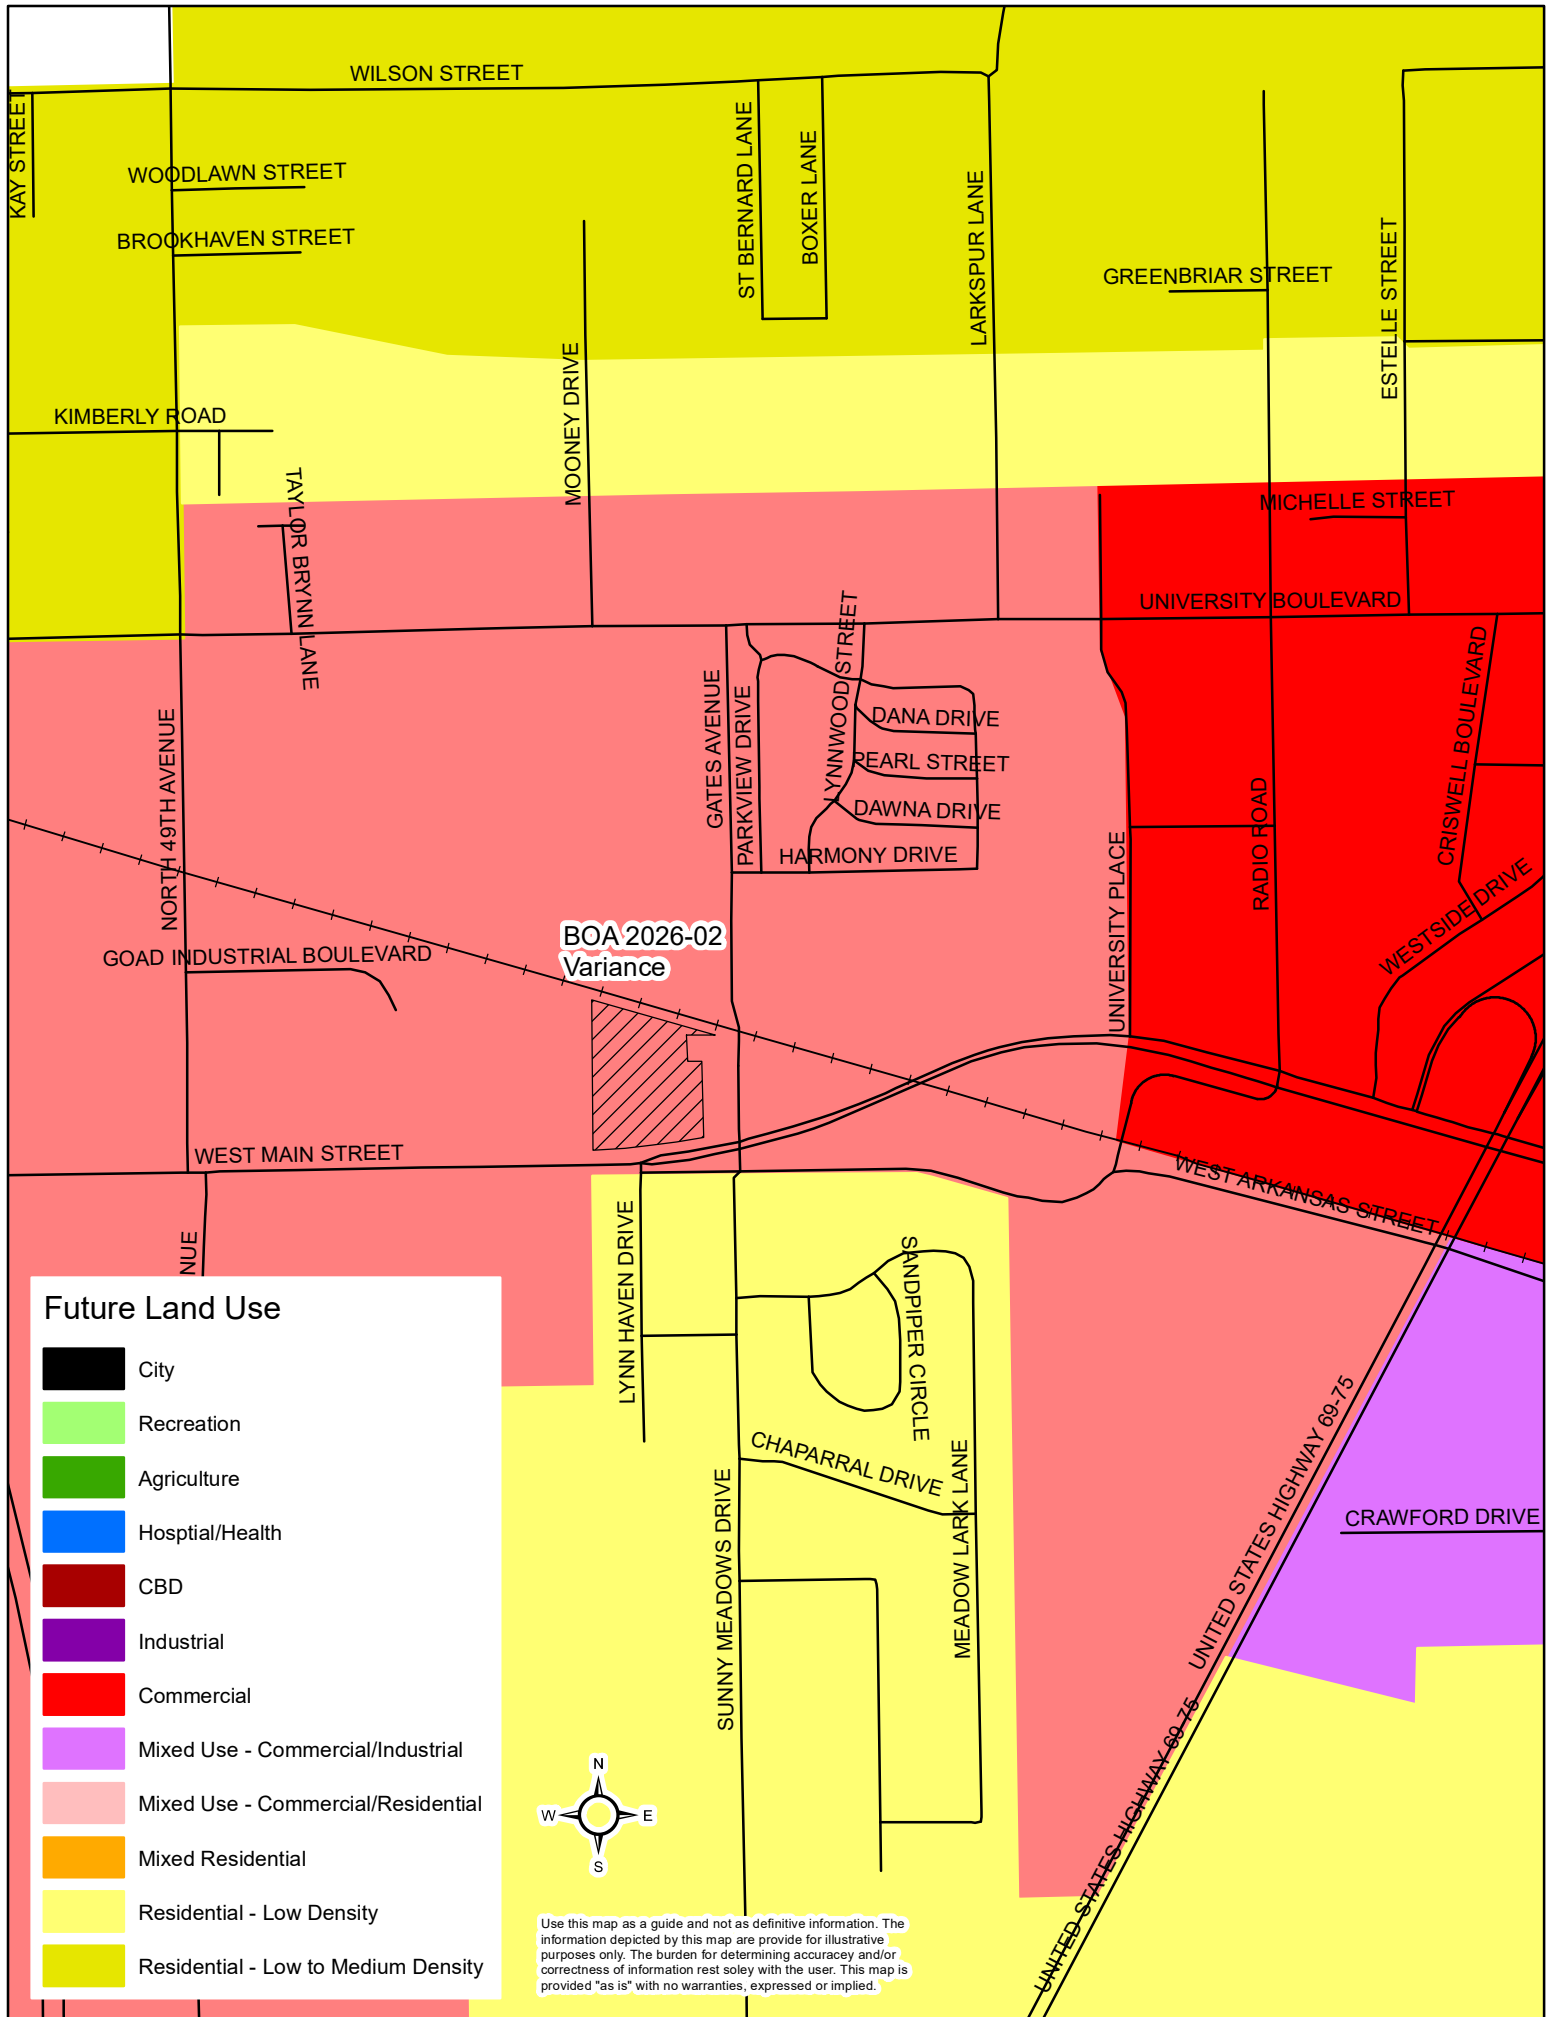 WILSON STREET
KAY STREET
WOODLAWN STREET
BROOKHAVEN STREET
ST BERNARD LANE
BOXER LANE
LARKSPUR LANE
GREENBRIAR STREET
ESTELLE STREET
KIMBERLY ROAD
MOONEY DRIVE
TAYLOR BRYNN LANE
MICHELLE STREET
UNIVERSITY BOULEVARD
NORTH 49TH AVENUE
GATES AVENUE
PARKVIEW DRIVE
LYNNWOOD STREET
DANA DRIVE
PEARL STREET
DAWNA DRIVE
HARMONY DRIVE
UNIVERSITY PLACE
RADIO ROAD
CRISWELL BOULEVARD
WESTSIDE DRIVE
GOAD INDUSTRIAL BOULEVARD
BOA 2026-02
Variance
WEST MAIN STREET
WEST ARKANSAS STREET
NUE
LYNN HAVEN DRIVE
SANDPIPER CIRCLE
CHAPARRAL DRIVE
SUNNY MEADOWS DRIVE
MEADOW LARK LANE
UNITED STATES HIGHWAY 69-75
CRAWFORD DRIVE
UNITED STATES HIGHWAY 69-75
Future Land Use
City
Recreation
Agriculture
Hosptial/Health
CBD
Industrial
Commercial
Mixed Use - Commercial/Industrial
Mixed Use - Commercial/Residential
Mixed Residential
Residential - Low Density
Residential - Low to Medium Density
N
W
E
S
Use this map as a guide and not as definitive information. The
information depicted by this map are provide for illustrative
purposes only. The burden for determining accuracey and/or
correctness of information rest soley with the user. This map is
provided "as is" with no warranties, expressed or implied.